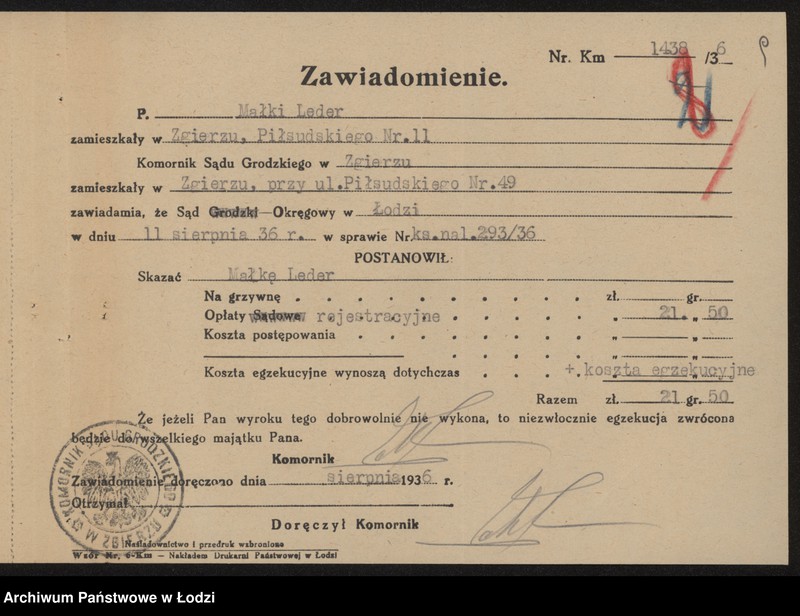 Nr. Km 1438 /36
Zawiadomienie.
P. Małki Leder
zamieszkały w Zgierzu, Piłsudskiego Nr.11
Komornik Sądu Grodzkiego w Zgierzu
zamieszkały w Zgierzu, przy ul.Piłsudskiego Nr.49
zawiadamia, że Sąd Grodzki Okręgowy w Łodzi
w dniu 11 sierpnia 36 r. w sprawie Nr. ks.nal.293/36
POSTANOWIŁ:
Skazać Małkę Leder
Na grzywnę . . . . . . . . . . . zł. gr.
Opłaty Sądowe rejestracyjne . . . . „ 21. „ 50
Koszta postępowania . . . . . . . . „ „
. . . . „ „
Koszta egzekucyjne wynoszą dotychczas . . . . + koszta egzekucyjne
Razem zł. 21 gr. 50
Że jeżeli Pan wyroku tego dobrowolnie nie wykona, to niezwłocznie egzekucja zwrócona
będzie do wszelkiego majątku Pana.
Komornik
Zawiadomienie doręczono dnia sierpnia 1936 r.
Otrzymał
Doręczył Komornik
KOMORNIK SĄDU GRODZKIEGO W ZGIERZU
Naśladownictwo i przedruk wzbronione
Wzór Nr. 6-Km — Nakładem Drukarni Państwowej w Łodzi
Archiwum Państwowe w Łodzi